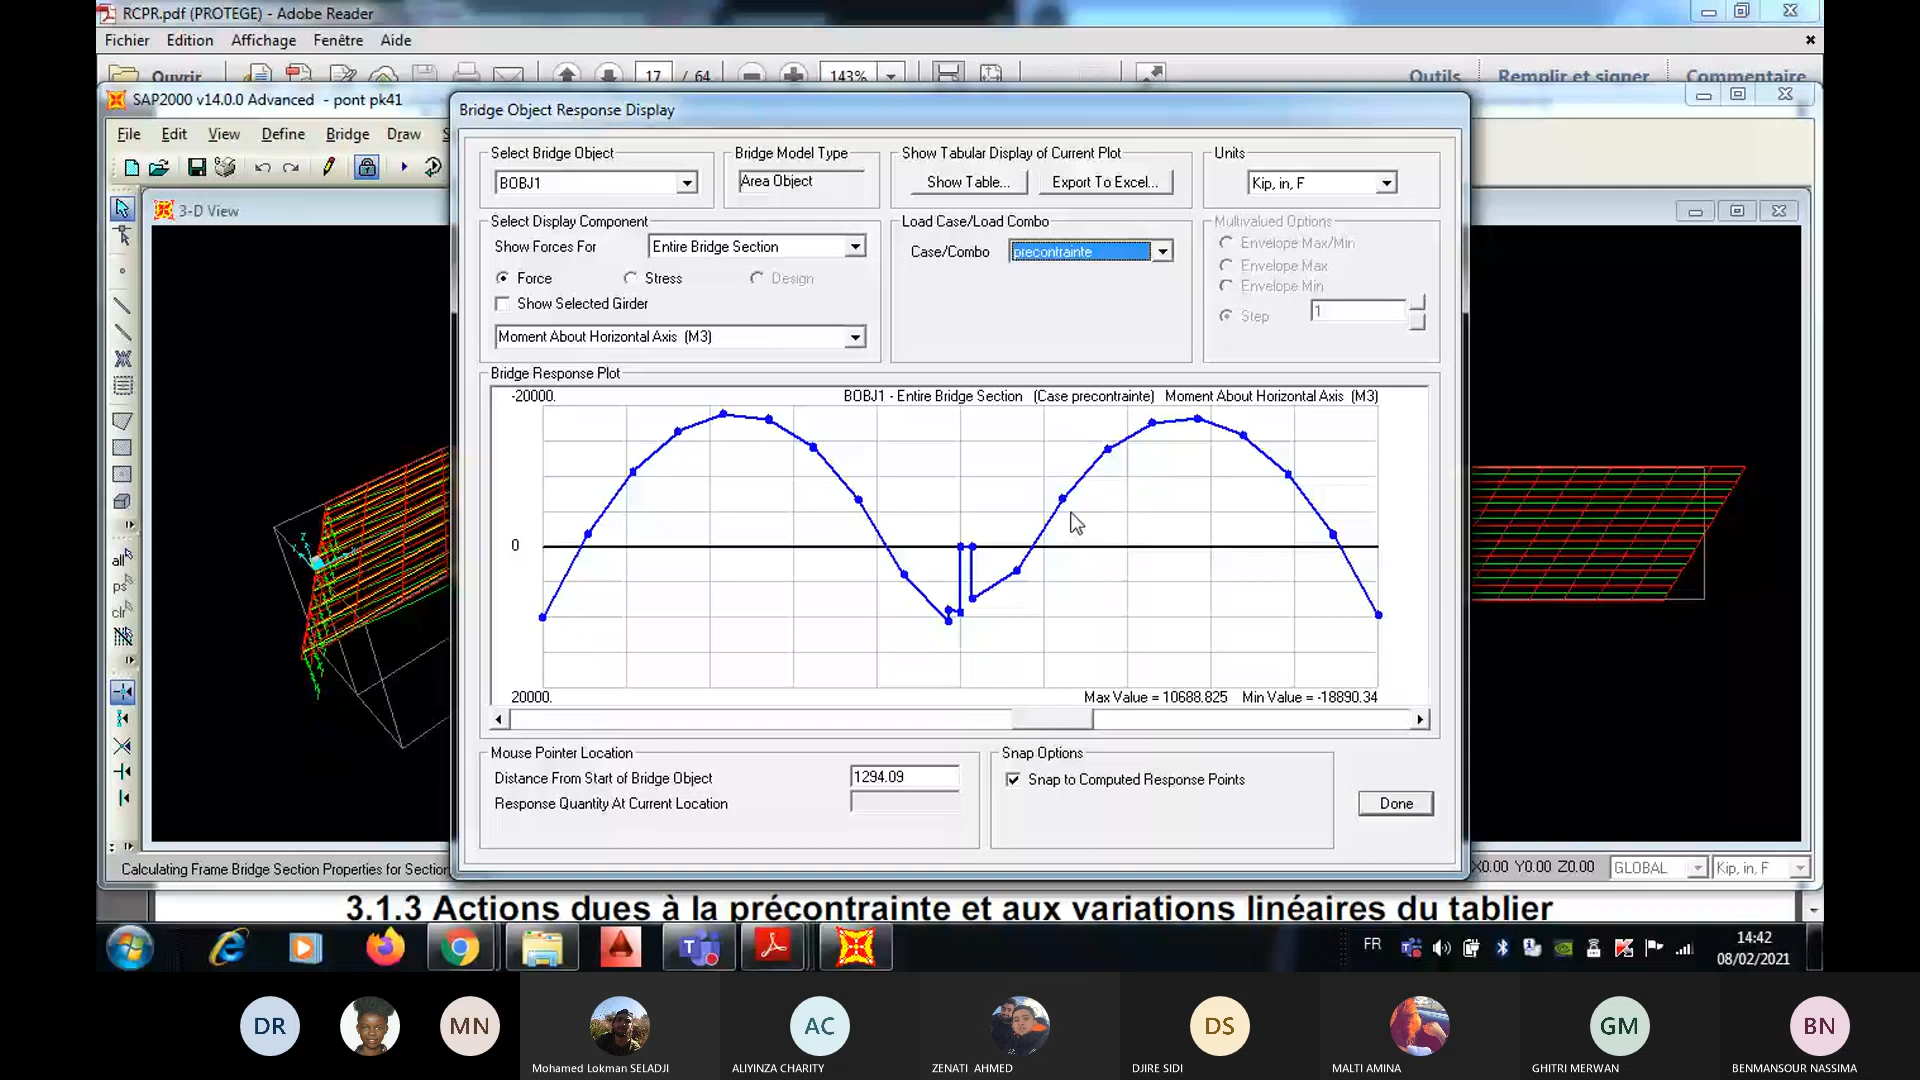 RCPR.pdf (PROTEGE) - Adobe Reader
Fichier Edition Affichage Fenêtre Aide
Ouvrir 17 / 64 143% Outils Remplir et signer Commentaire
SAP2000 v14.0.0 Advanced - pont pk41
File Edit View Define Bridge Draw
3-D View
Bridge Object Response Display
Select Bridge Object
BOBJ1
Bridge Model Type
Area Object
Show Tabular Display of Current Plot
Show Table...
Export To Excel...
Units
Kip, in, F
Select Display Component
Show Forces For
Entire Bridge Section
Force
Stress
Design
Show Selected Girder
Moment About Horizontal Axis (M3)
Load Case/Load Combo
Case/Combo
precontrainte
Multivalued Options
Envelope Max/Min
Envelope Max
Envelope Min
Step
1
Bridge Response Plot
-20000.
BOBJ1 - Entire Bridge Section (Case precontrainte) Moment About Horizontal Axis (M3)
0
20000.
Max Value = 10688.825 Min Value = -18890.34
Mouse Pointer Location
Distance From Start of Bridge Object
1294.09
Response Quantity At Current Location
Snap Options
Snap to Computed Response Points
Done
all
ps
clr
Z
Calculating Frame Bridge Section Properties for Section
X0.00 Y0.00 Z0.00
GLOBAL
Kip, in, F
3.1.3 Actions dues à la précontrainte et aux variations linéaires du tablier
FR
14:42
08/02/2021
DR
MN
AC
DS
GM
BN
Mohamed Lokman SELADJI
ALIYINZA CHARITY
ZENATI AHMED
DJIRE SIDI
MALTI AMINA
GHITRI MERWAN
BENMANSOUR NASSIMA